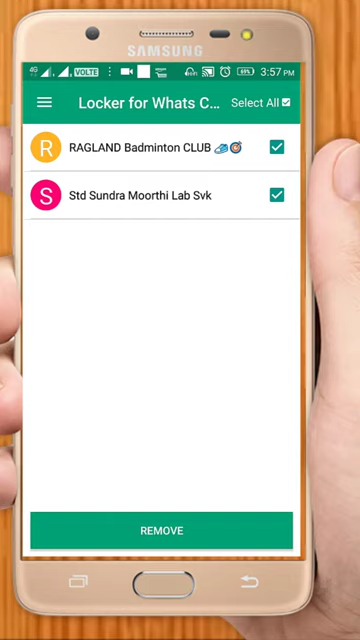 SAMSUNG
4G VOLTE 69% 3:57 PM
Locker for Whats C... Select All
R RAGLAND Badminton CLUB
S Std Sundra Moorthi Lab Svk
REMOVE